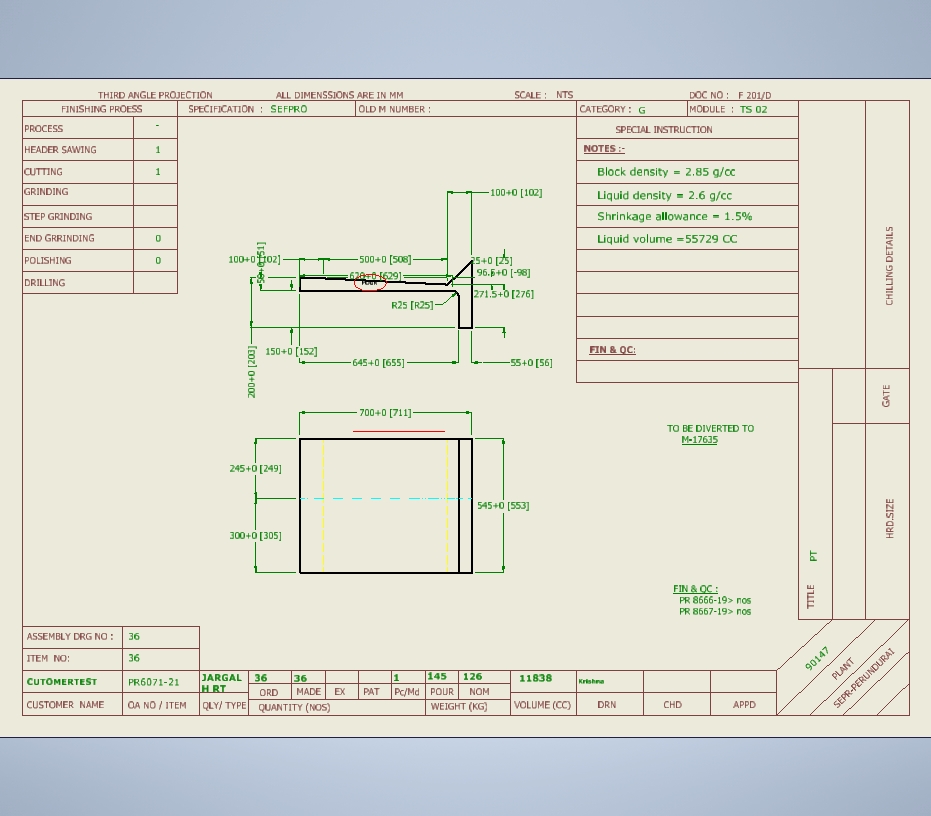 THIRD ANGLE PROJECTION ALL DIMENSSIONS ARE IN MM SCALE : NTS DOC NO : F 201/D
FINISHING PROESS SPECIFICATION : SEFPRO OLD M NUMBER : CATEGORY : G MODULE : TS 02
PROCESS -
HEADER SAWING 1
CUTTING 1
GRINDING
STEP GRINDING
END GRRINDING 0
POLISHING 0
DRILLING
SPECIAL INSTRUCTION
NOTES :-
Block density = 2.85 g/cc
Liquid density = 2.6 g/cc
Shrinkage allowance = 1.5%
Liquid volume =55729 CC
FIN & QC:
100+0 [102]
100+0 [102]
500+0 [508]
25+0 [25]
620+0 [629]
96.5+0 [-98]
POUR
271.5+0 [276]
R25 [R25]
150+0 [152]
200+0 [203]
645+0 [655]
55+0 [56]
700+0 [711]
245+0 [249]
545+0 [553]
300+0 [305]
TO BE DIVERTED TO
M-17635
FIN & QC :
PR 8666-19> nos
PR 8667-19> nos
CHILLING DETAILS
GATE
HRD.SIZE
TITLE PT
90147
PLANT
SEPR-PERUNDURAI
ASSEMBLY DRG NO : 36
ITEM NO: 36
CUTOMERTEST PR6071-21 JARGAL
H RT
36 36 1 145 126 11838 Krishna
ORD MADE EX PAT Pc/Md POUR NOM
CUSTOMER NAME OA NO / ITEM QLY/ TYPE QUANTITY (NOS) WEIGHT (KG) VOLUME (CC) DRN CHD APPD